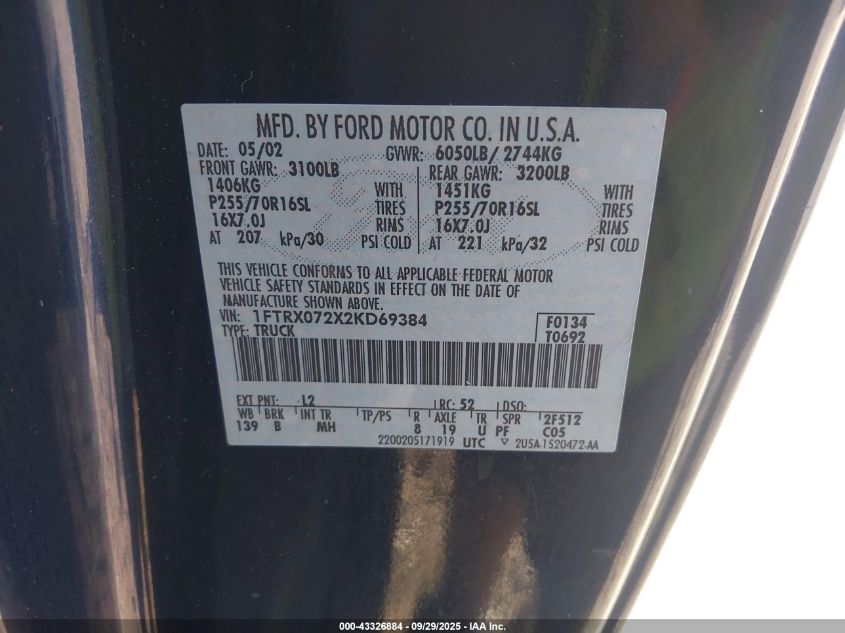 MFD. BY FORD MOTOR CO. IN U.S.A.
DATE: 05/02 GVWR: 6050LB/ 2744KG
FRONT GAWR: 3100LB REAR GAWR: 3200LB
1406KG WITH 1451KG WITH
P255/70R16SL TIRES P255/70R16SL TIRES
16X7.0J RIMS 16X7.0J RIMS
AT 207 kPa/30 PSI COLD AT 221 kPa/32 PSI COLD
THIS VEHICLE CONFORMS TO ALL APPLICABLE FEDERAL MOTOR
VEHICLE SAFETY STANDARDS IN EFFECT ON THE DATE OF
MANUFACTURE SHOWN ABOVE.
VIN: 1FTRX072X2KD69384 F0134
TYPE: TRUCK T0692
EXT PNT: L2 RC: 52 DSO:
WB BRK INT TR TP/PS R AXLE TR SPR 2F512
139 B MH 8 19 U PF C05
2200205171919 UTC ▽ 2U5A-1520472-AA
000-43326884 - 09/29/2025 - IAA Inc.